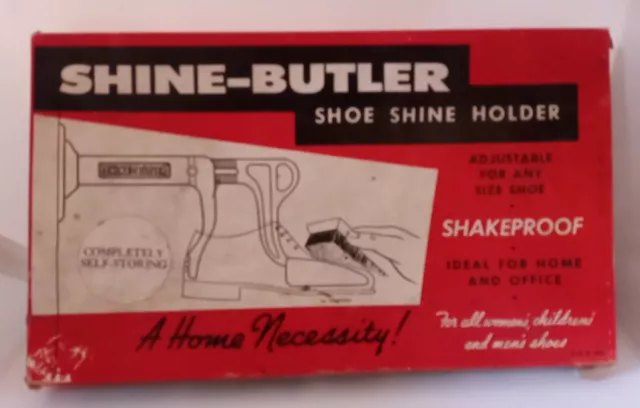 SHINE-BUTLER
SHOE SHINE HOLDER
ADJUSTABLE
FOR ANY
SIZE SHOE
SHAKEPROOF
IDEAL FOR HOME
AND OFFICE
COMPLETELY
SELF-STORING
A Home Necessity!
For all women's, children's
and men's shoes